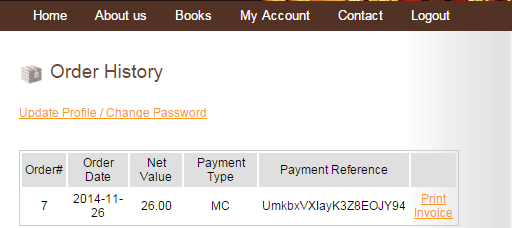 Home About us Books My Account Contact Logout
Order History
Update Profile / Change Password
Order# Order Date Net Value Payment Type Payment Reference
7 2014-11-26 26.00 MC UmkbxVXIayK3Z8EOJY94 Print Invoice